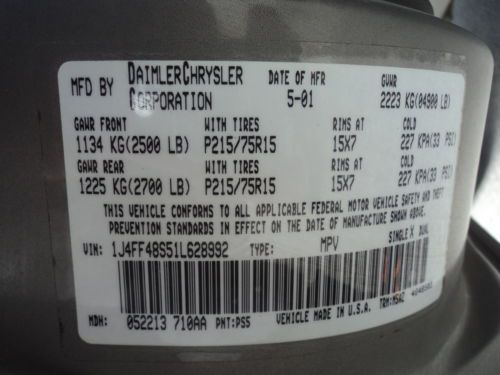 MFD BY DAIMLERCHRYSLER CORPORATION DATE OF MFR 5-01 GVWR 2223 KG(04900 LB)
GAWR FRONT WITH TIRES RIMS AT COLD
1134 KG(2500 LB) P215/75R15 15X7 227 KPA(33 PSI)
GAWR REAR WITH TIRES RIMS AT COLD
1225 KG(2700 LB) P215/75R15 15X7 227 KPA(33 PSI)
THIS VEHICLE CONFORMS TO ALL APPLICABLE FEDERAL MOTOR VEHICLE SAFETY AND THEFT
PREVENTION STANDARDS IN EFFECT ON THE DATE OF MANUFACTURE SHOWN ABOVE.
VIN: 1J4FF48S51L628992 TYPE: MPV SINGLE X DUAL
MDH: 052213 710AA PNT:PS5 VEHICLE MADE IN U.S.A. TRM:MSAZ